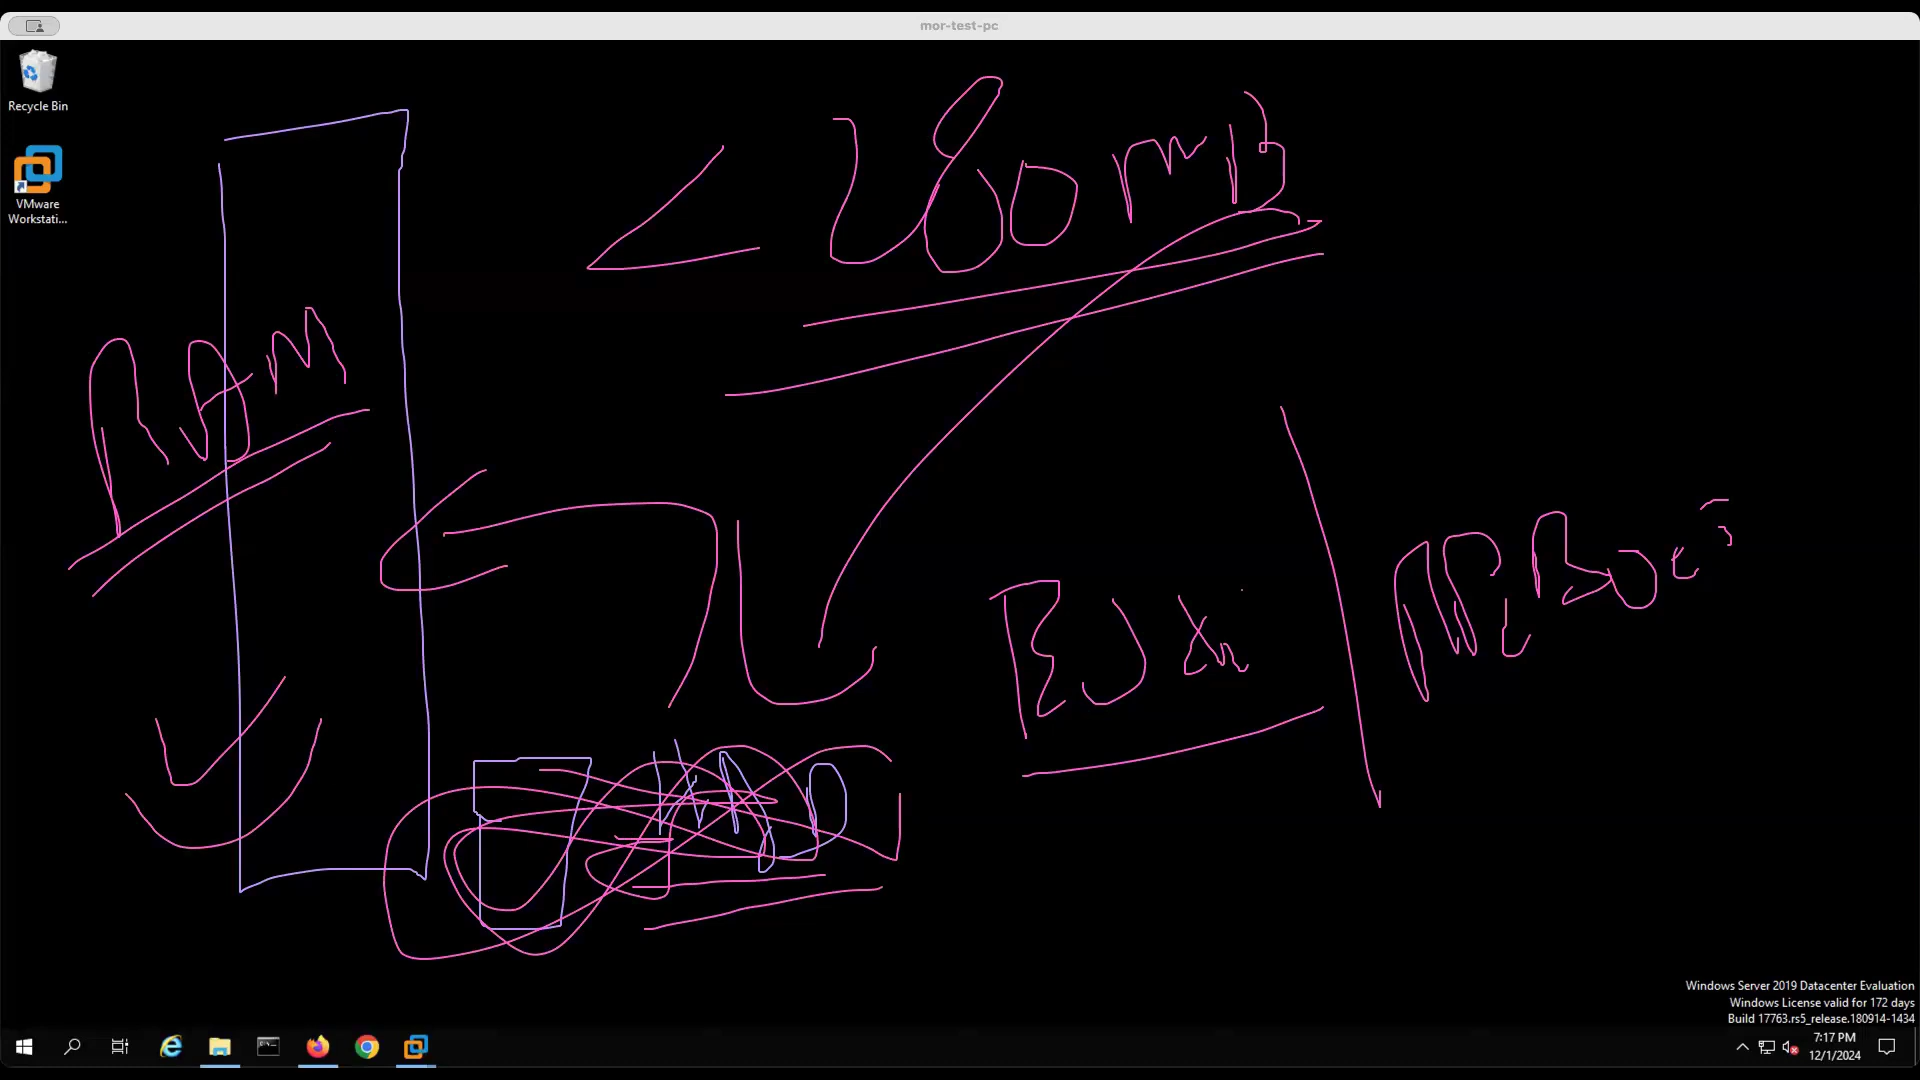 mor-test-pc
Recycle Bin
VMware
Workstati...
RAM
ESXi
Windows Server 2019 Datacenter Evaluation
Windows License valid for 172 days
Build 17763.rs5_release.180914-1434
7:17 PM
12/1/2024